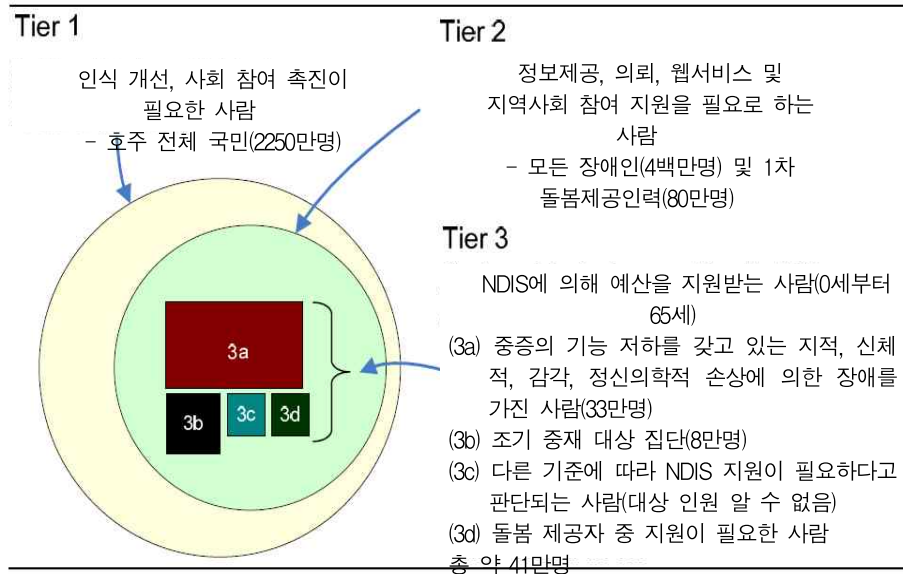 Tier 1
인식 개선, 사회 참여 촉진이
필요한 사람
- 호주 전체 국민(2250만명)
Tier 2
정보제공, 의뢰, 웹서비스 및
지역사회 참여 지원을 필요로 하는
사람
- 모든 장애인(4백만명) 및 1차
돌봄제공인력(80만명)
Tier 3
NDIS에 의해 예산을 지원받는 사람(0세부터
65세)
(3a) 중증의 기능 저하를 갖고 있는 지적, 신체
적, 감각, 정신의학적 손상에 의한 장애를
가진 사람(33만명)
(3b) 조기 중재 대상 집단(8만명)
(3c) 다른 기준에 따라 NDIS 지원이 필요하다고
판단되는 사람(대상 인원 알 수 없음)
(3d) 돌봄 제공자 중 지원이 필요한 사람
총 약 41만명
3a
3b
3c
3d